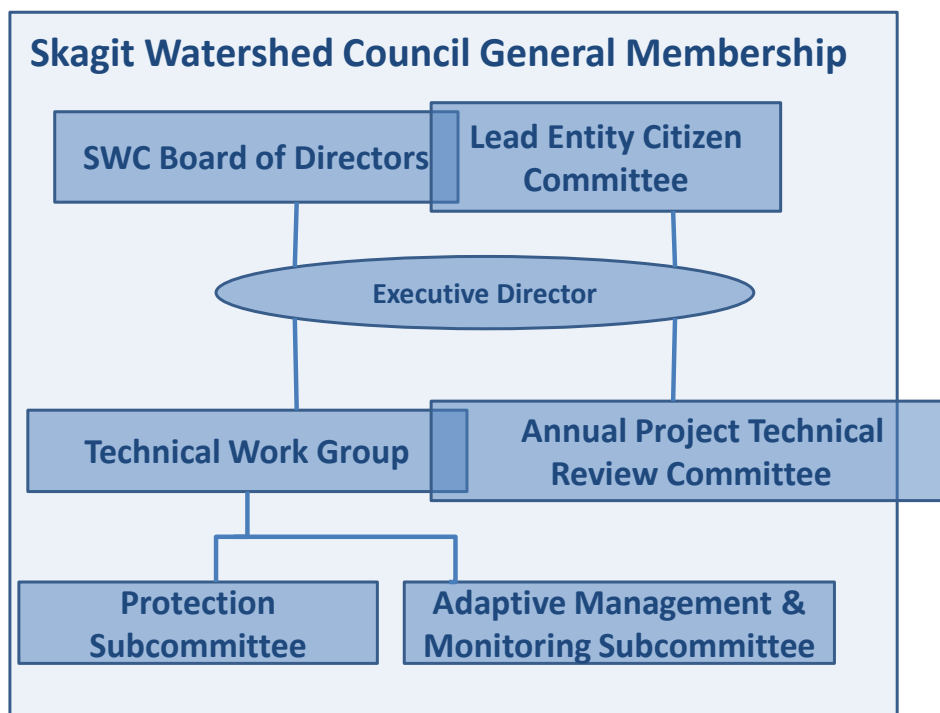 Skagit Watershed Council General Membership
SWC Board of Directors
Lead Entity Citizen
Committee
Executive Director
Technical Work Group
Annual Project Technical
Review Committee
Protection
Subcommittee
Adaptive Management &
Monitoring Subcommittee